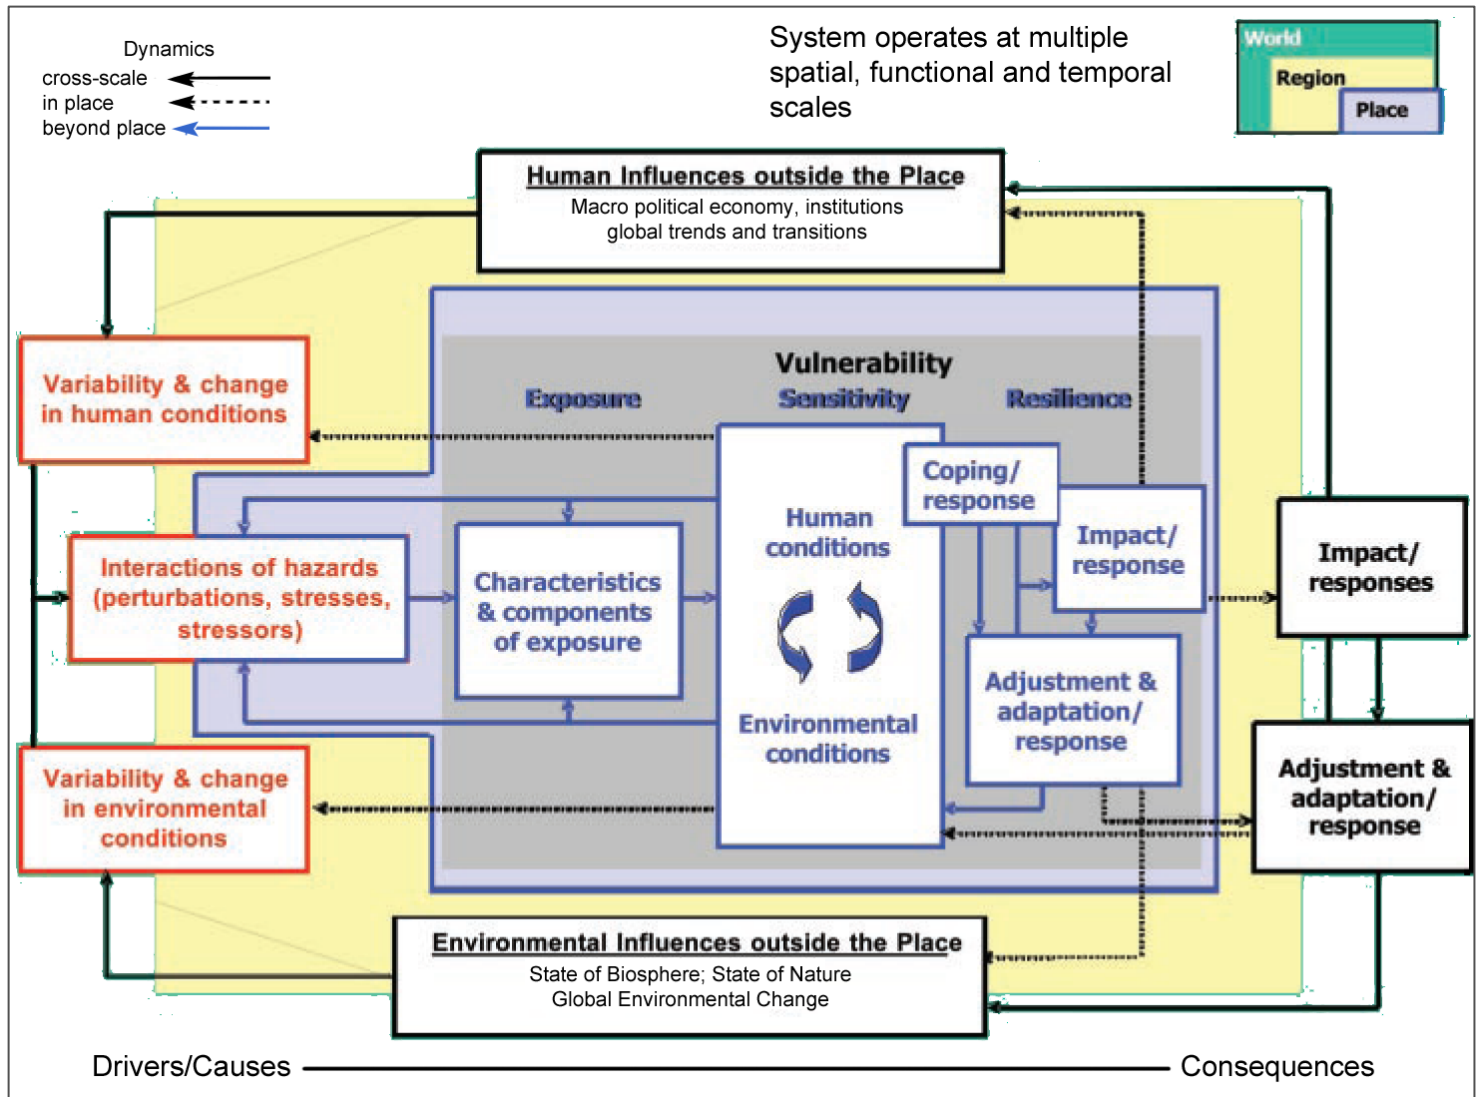 Dynamics
cross-scale
in place
beyond place
System operates at multiple
spatial, functional and temporal
scales
World
Region
Place
Human Influences outside the Place
Macro political economy, institutions
global trends and transitions
Variability & change
in human conditions
Vulnerability
Exposure
Sensitivity
Resilience
Coping/
response
Human
conditions
Impact/
response
Impact/
responses
Interactions of hazards
(perturbations, stresses,
stressors)
Characteristics
& components
of exposure
Environmental
conditions
Adjustment &
adaptation/
response
Adjustment &
adaptation/
response
Variability & change
in environmental
conditions
Environmental Influences outside the Place
State of Biosphere; State of Nature
Global Environmental Change
Drivers/Causes
Consequences